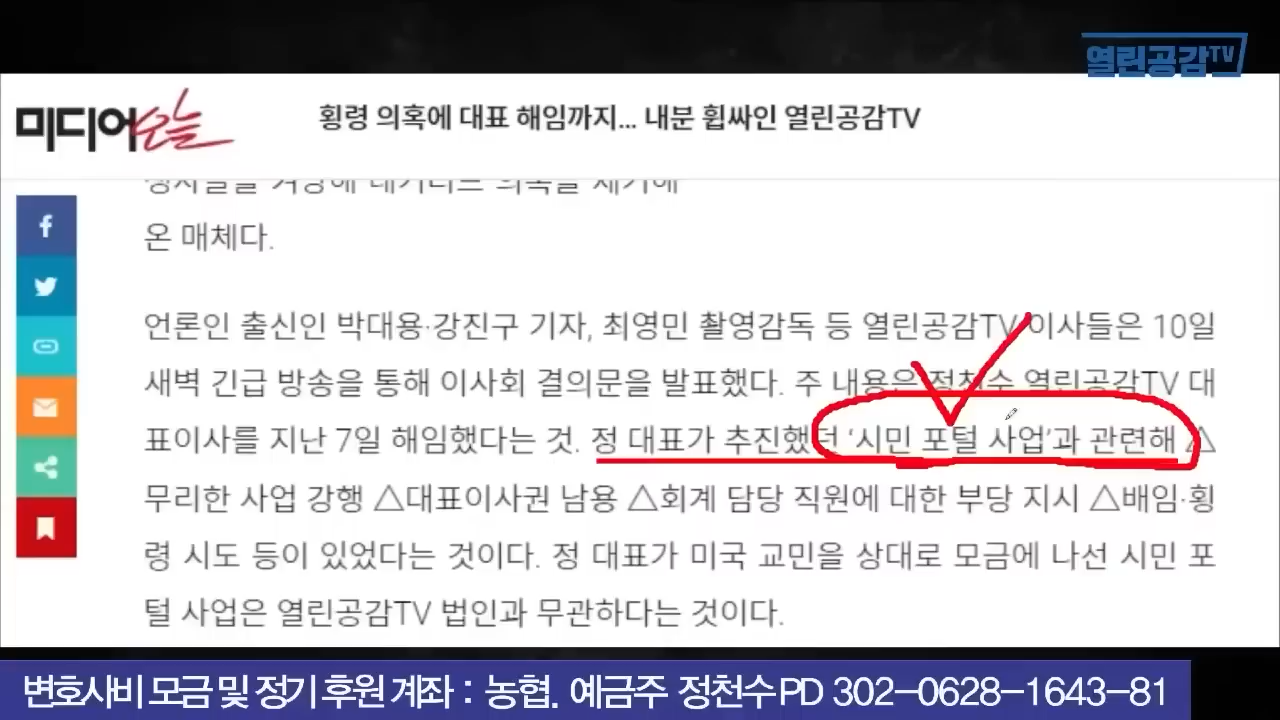 열린공감TV
미디어오늘
횡령 의혹에 대표 해임까지... 내분 휩싸인 열린공감TV
온 매체다.
언론인 출신인 박대용·강진구 기자, 최영민 촬영감독 등 열린공감TV 이사들은 10일
새벽 긴급 방송을 통해 이사회 결의문을 발표했다. 주 내용은 정천수 열린공감TV 대
표이사를 지난 7일 해임했다는 것. 정 대표가 추진했던 '시민 포털 사업'과 관련해 △
무리한 사업 강행 △대표이사권 남용 △회계 담당 직원에 대한 부당 지시 △배임·횡
령 시도 등이 있었다는 것이다. 정 대표가 미국 교민을 상대로 모금에 나선 시민 포
털 사업은 열린공감TV 법인과 무관하다는 것이다.
변호사비 모금 및 정기 후원 계좌 : 농협. 예금주 정천수PD 302-0628-1643-81